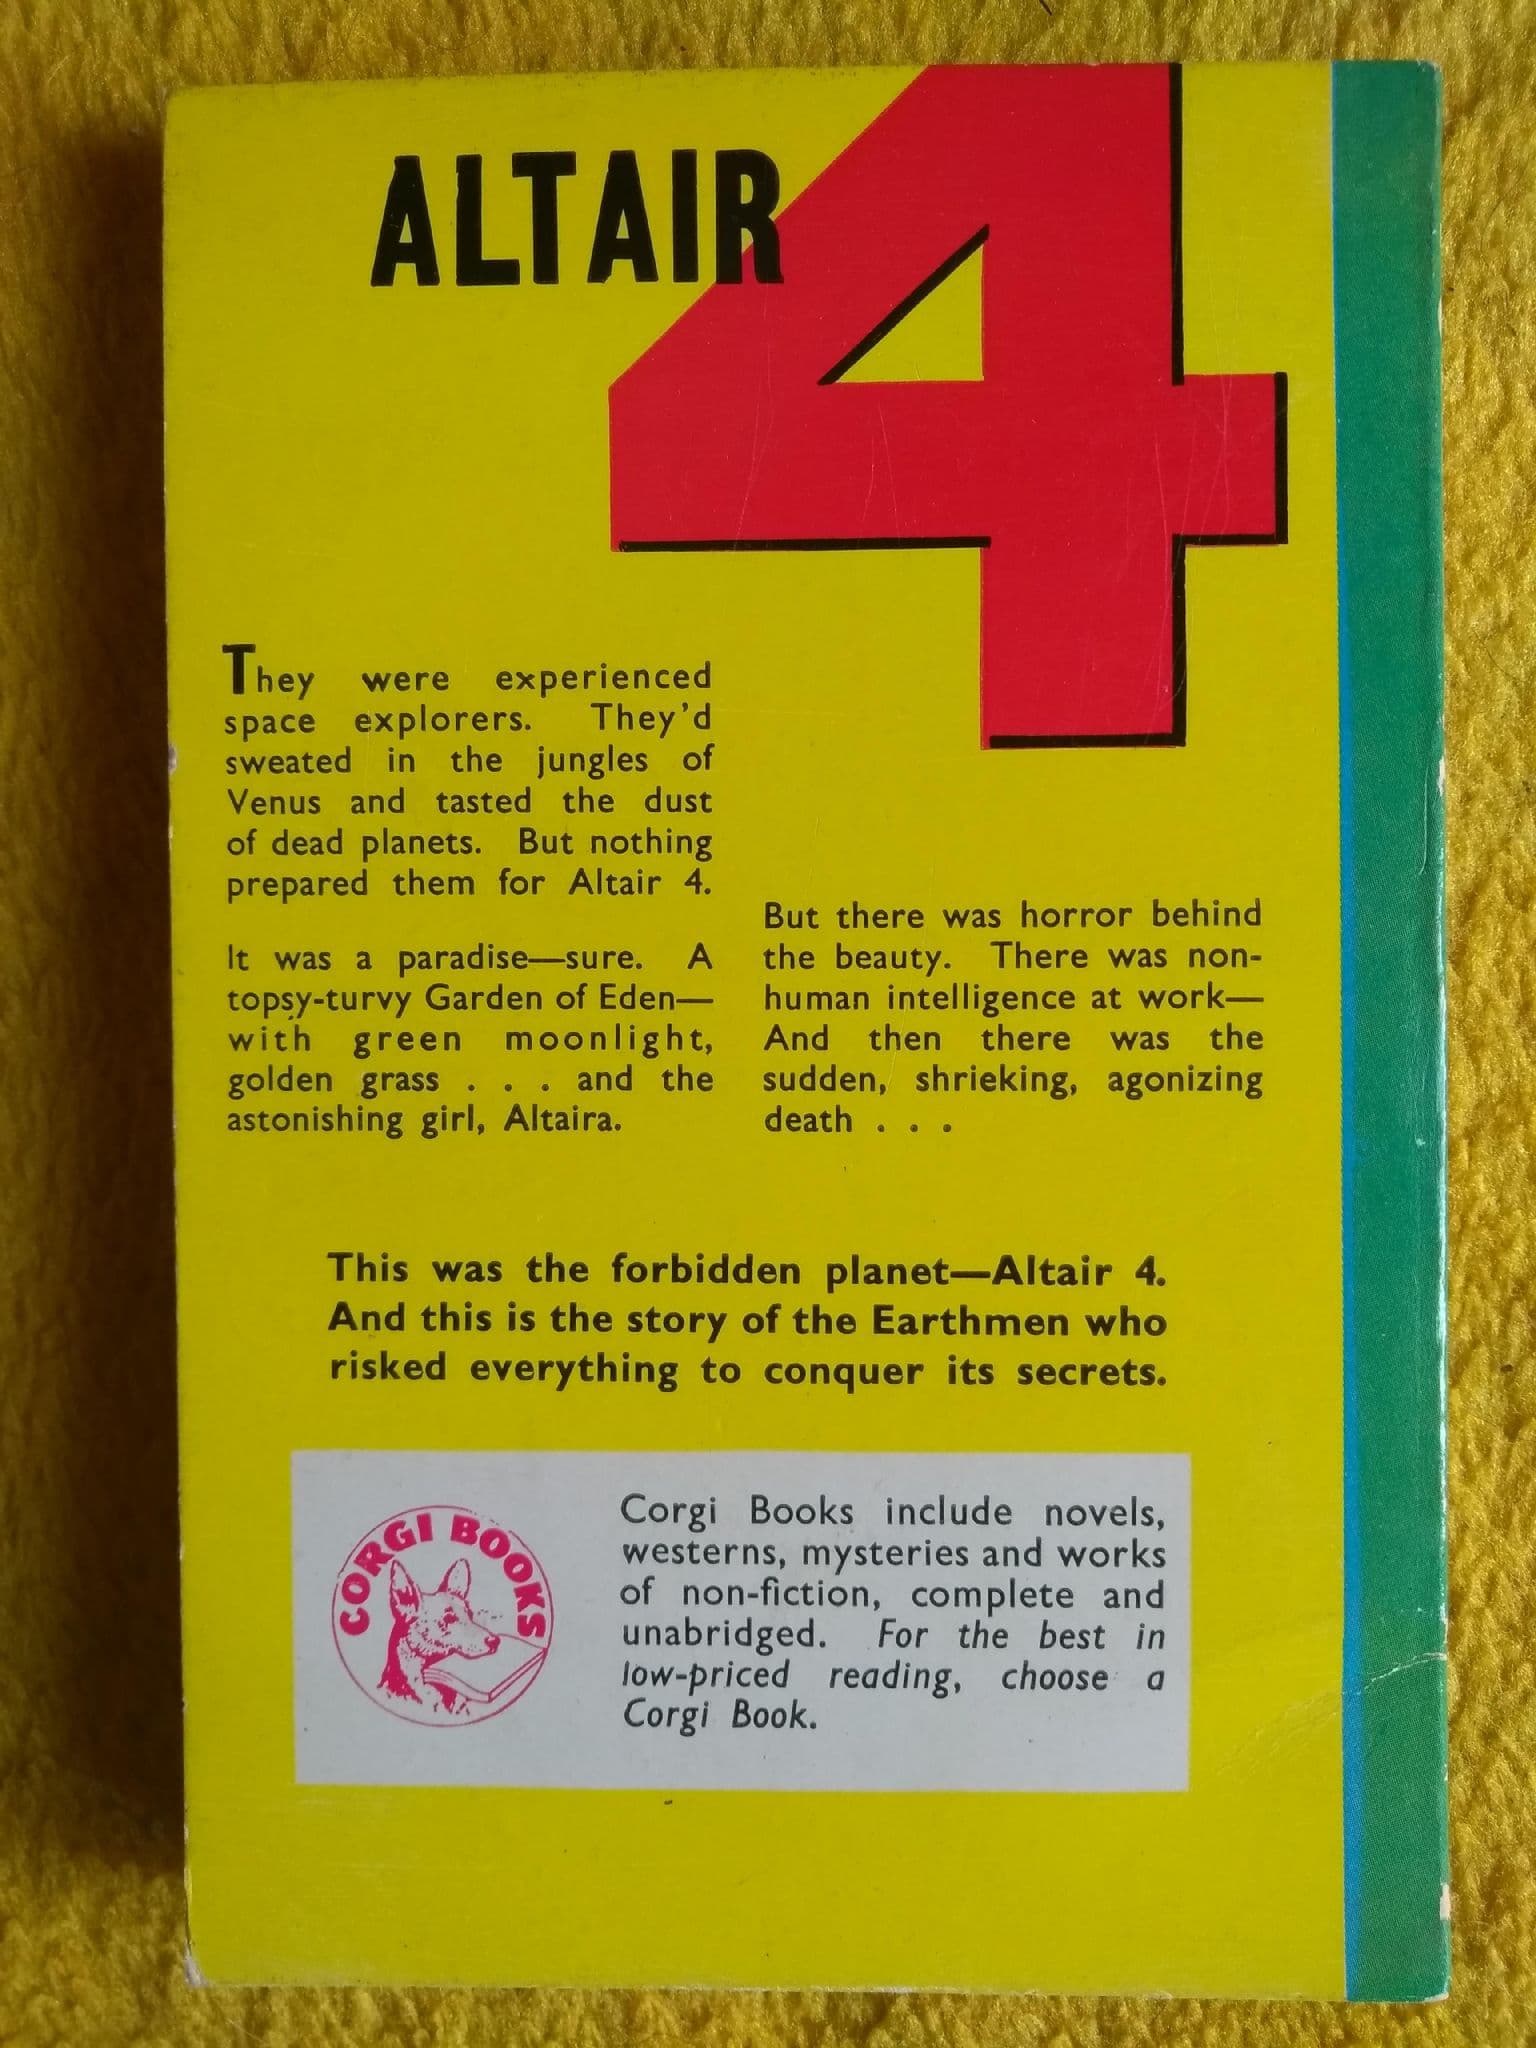 ALTAIR 4
They were experienced
space explorers. They'd
sweated in the jungles of
Venus and tasted the dust
of dead planets. But nothing
prepared them for Altair 4.
It was a paradise—sure. A
topsy-turvy Garden of Eden—
with green moonlight,
golden grass . . . and the
astonishing girl, Altaira.
But there was horror behind
the beauty. There was non-
human intelligence at work—
And then there was the
sudden, shrieking, agonizing
death . . .
This was the forbidden planet—Altair 4.
And this is the story of the Earthmen who
risked everything to conquer its secrets.
CORGI BOOKS
Corgi Books include novels,
westerns, mysteries and works
of non-fiction, complete and
unabridged. For the best in
low-priced reading, choose a
Corgi Book.